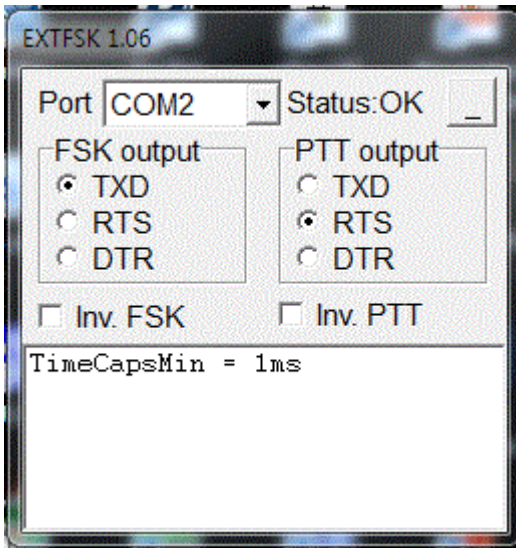 EXTFSK 1.06
Port COM2 Status:OK _
FSK output PTT output
TXD TXD
RTS RTS
DTR DTR
Inv. FSK Inv. PTT
TimeCapsMin = 1ms